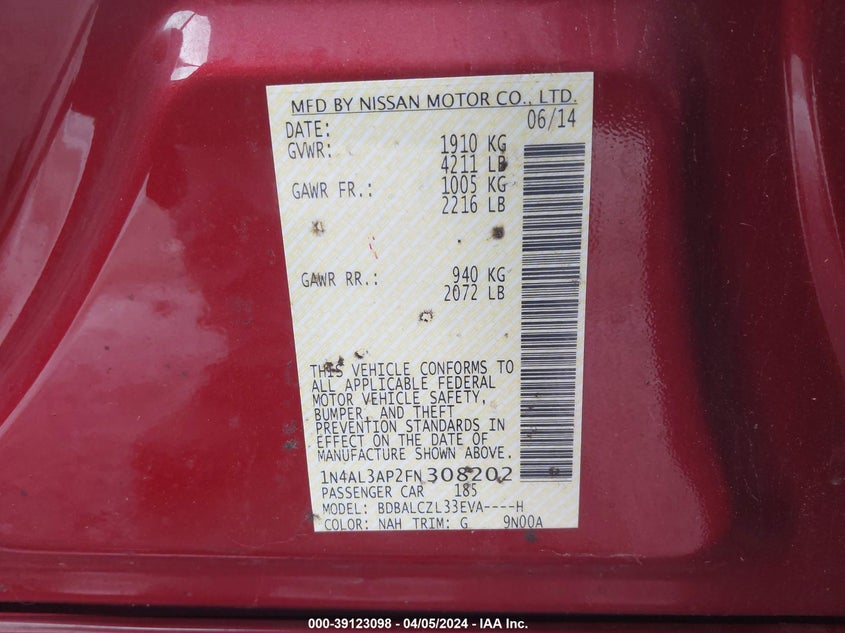 MFD BY NISSAN MOTOR CO., LTD.
DATE: 06/14
GVWR: 1910 KG
4211 LB
GAWR FR.: 1005 KG
2216 LB
GAWR RR.: 940 KG
2072 LB
THIS VEHICLE CONFORMS TO
ALL APPLICABLE FEDERAL
MOTOR VEHICLE SAFETY,
BUMPER, AND THEFT
PREVENTION STANDARDS IN
EFFECT ON THE DATE OF
MANUFACTURE SHOWN ABOVE.
1N4AL3AP2FN308202
PASSENGER CAR 185
MODEL: BDBALCZL33EVA----H
COLOR: NAH TRIM: G 9N00A
000-39123098 - 04/05/2024 - IAA Inc.